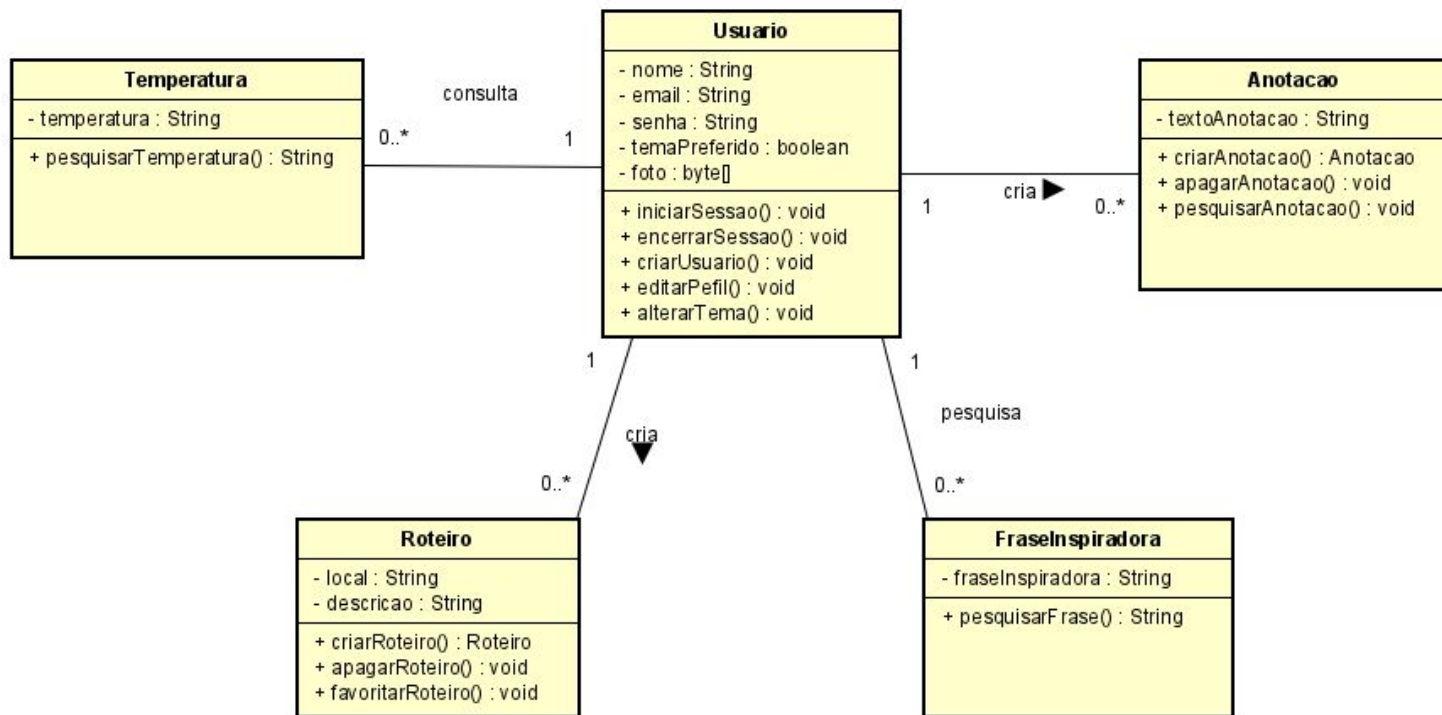 Usuario
- nome : String
- email : String
- senha : String
- temaPreferido : boolean
- foto : byte[]
+ iniciarSessao() : void
+ encerrarSessao() : void
+ criarUsuario() : void
+ editarPefil() : void
+ alterarTema() : void
Temperatura
- temperatura : String
+ pesquisarTemperatura() : String
consulta
0..*
1
Anotacao
- textoAnotacao : String
+ criarAnotacao() : Anotacao
+ apagarAnotacao() : void
+ pesquisarAnotacao() : void
cria
1
0..*
1
cria
0..*
1
pesquisa
0..*
Roteiro
- local : String
- descricao : String
+ criarRoteiro() : Roteiro
+ apagarRoteiro() : void
+ favoritarRoteiro() : void
FraseInspiradora
- fraseInspiradora : String
+ pesquisarFrase() : String